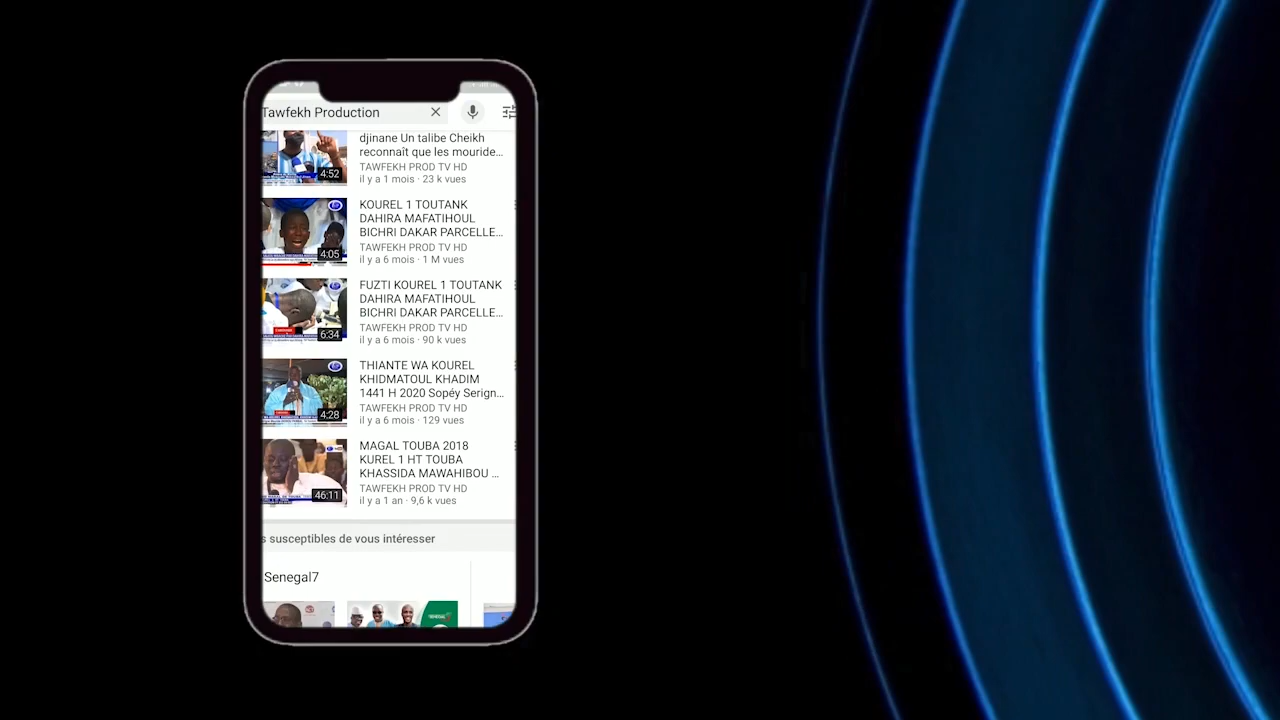 Tawfekh Production
djinane Un talibe Cheikh
reconnaît que les mouride...
TAWFEKH PROD TV HD
il y a 1 mois · 23 k vues
4:52
KOUREL 1 TOUTANK
DAHIRA MAFATIHOUL
BICHRI DAKAR PARCELLE...
TAWFEKH PROD TV HD
il y a 6 mois · 1 M vues
4:05
FUZTI KOUREL 1 TOUTANK
DAHIRA MAFATIHOUL
BICHRI DAKAR PARCELLE...
TAWFEKH PROD TV HD
il y a 6 mois · 90 k vues
6:34
THIANTE WA KOUREL
KHIDMATOUL KHADIM
1441 H 2020 Sopéy Serign...
TAWFEKH PROD TV HD
il y a 6 mois · 129 vues
4:28
MAGAL TOUBA 2018
KUREL 1 HT TOUBA
KHASSIDA MAWAHIBOU ...
TAWFEKH PROD TV HD
il y a 1 an · 9,6 k vues
46:11
s susceptibles de vous intéresser
Senegal7